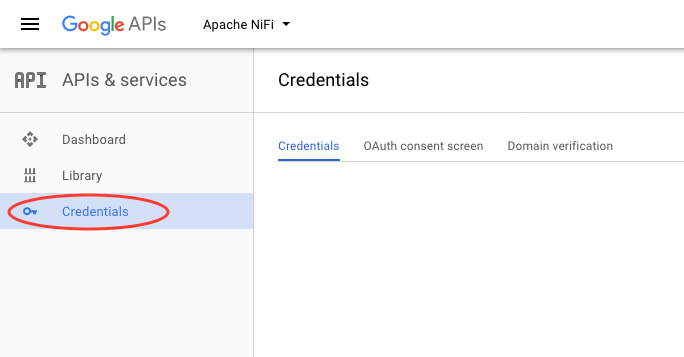 Google APIs Apache NiFi
API APIs & services
Credentials
Dashboard
Library
Credentials
Credentials OAuth consent screen Domain verification